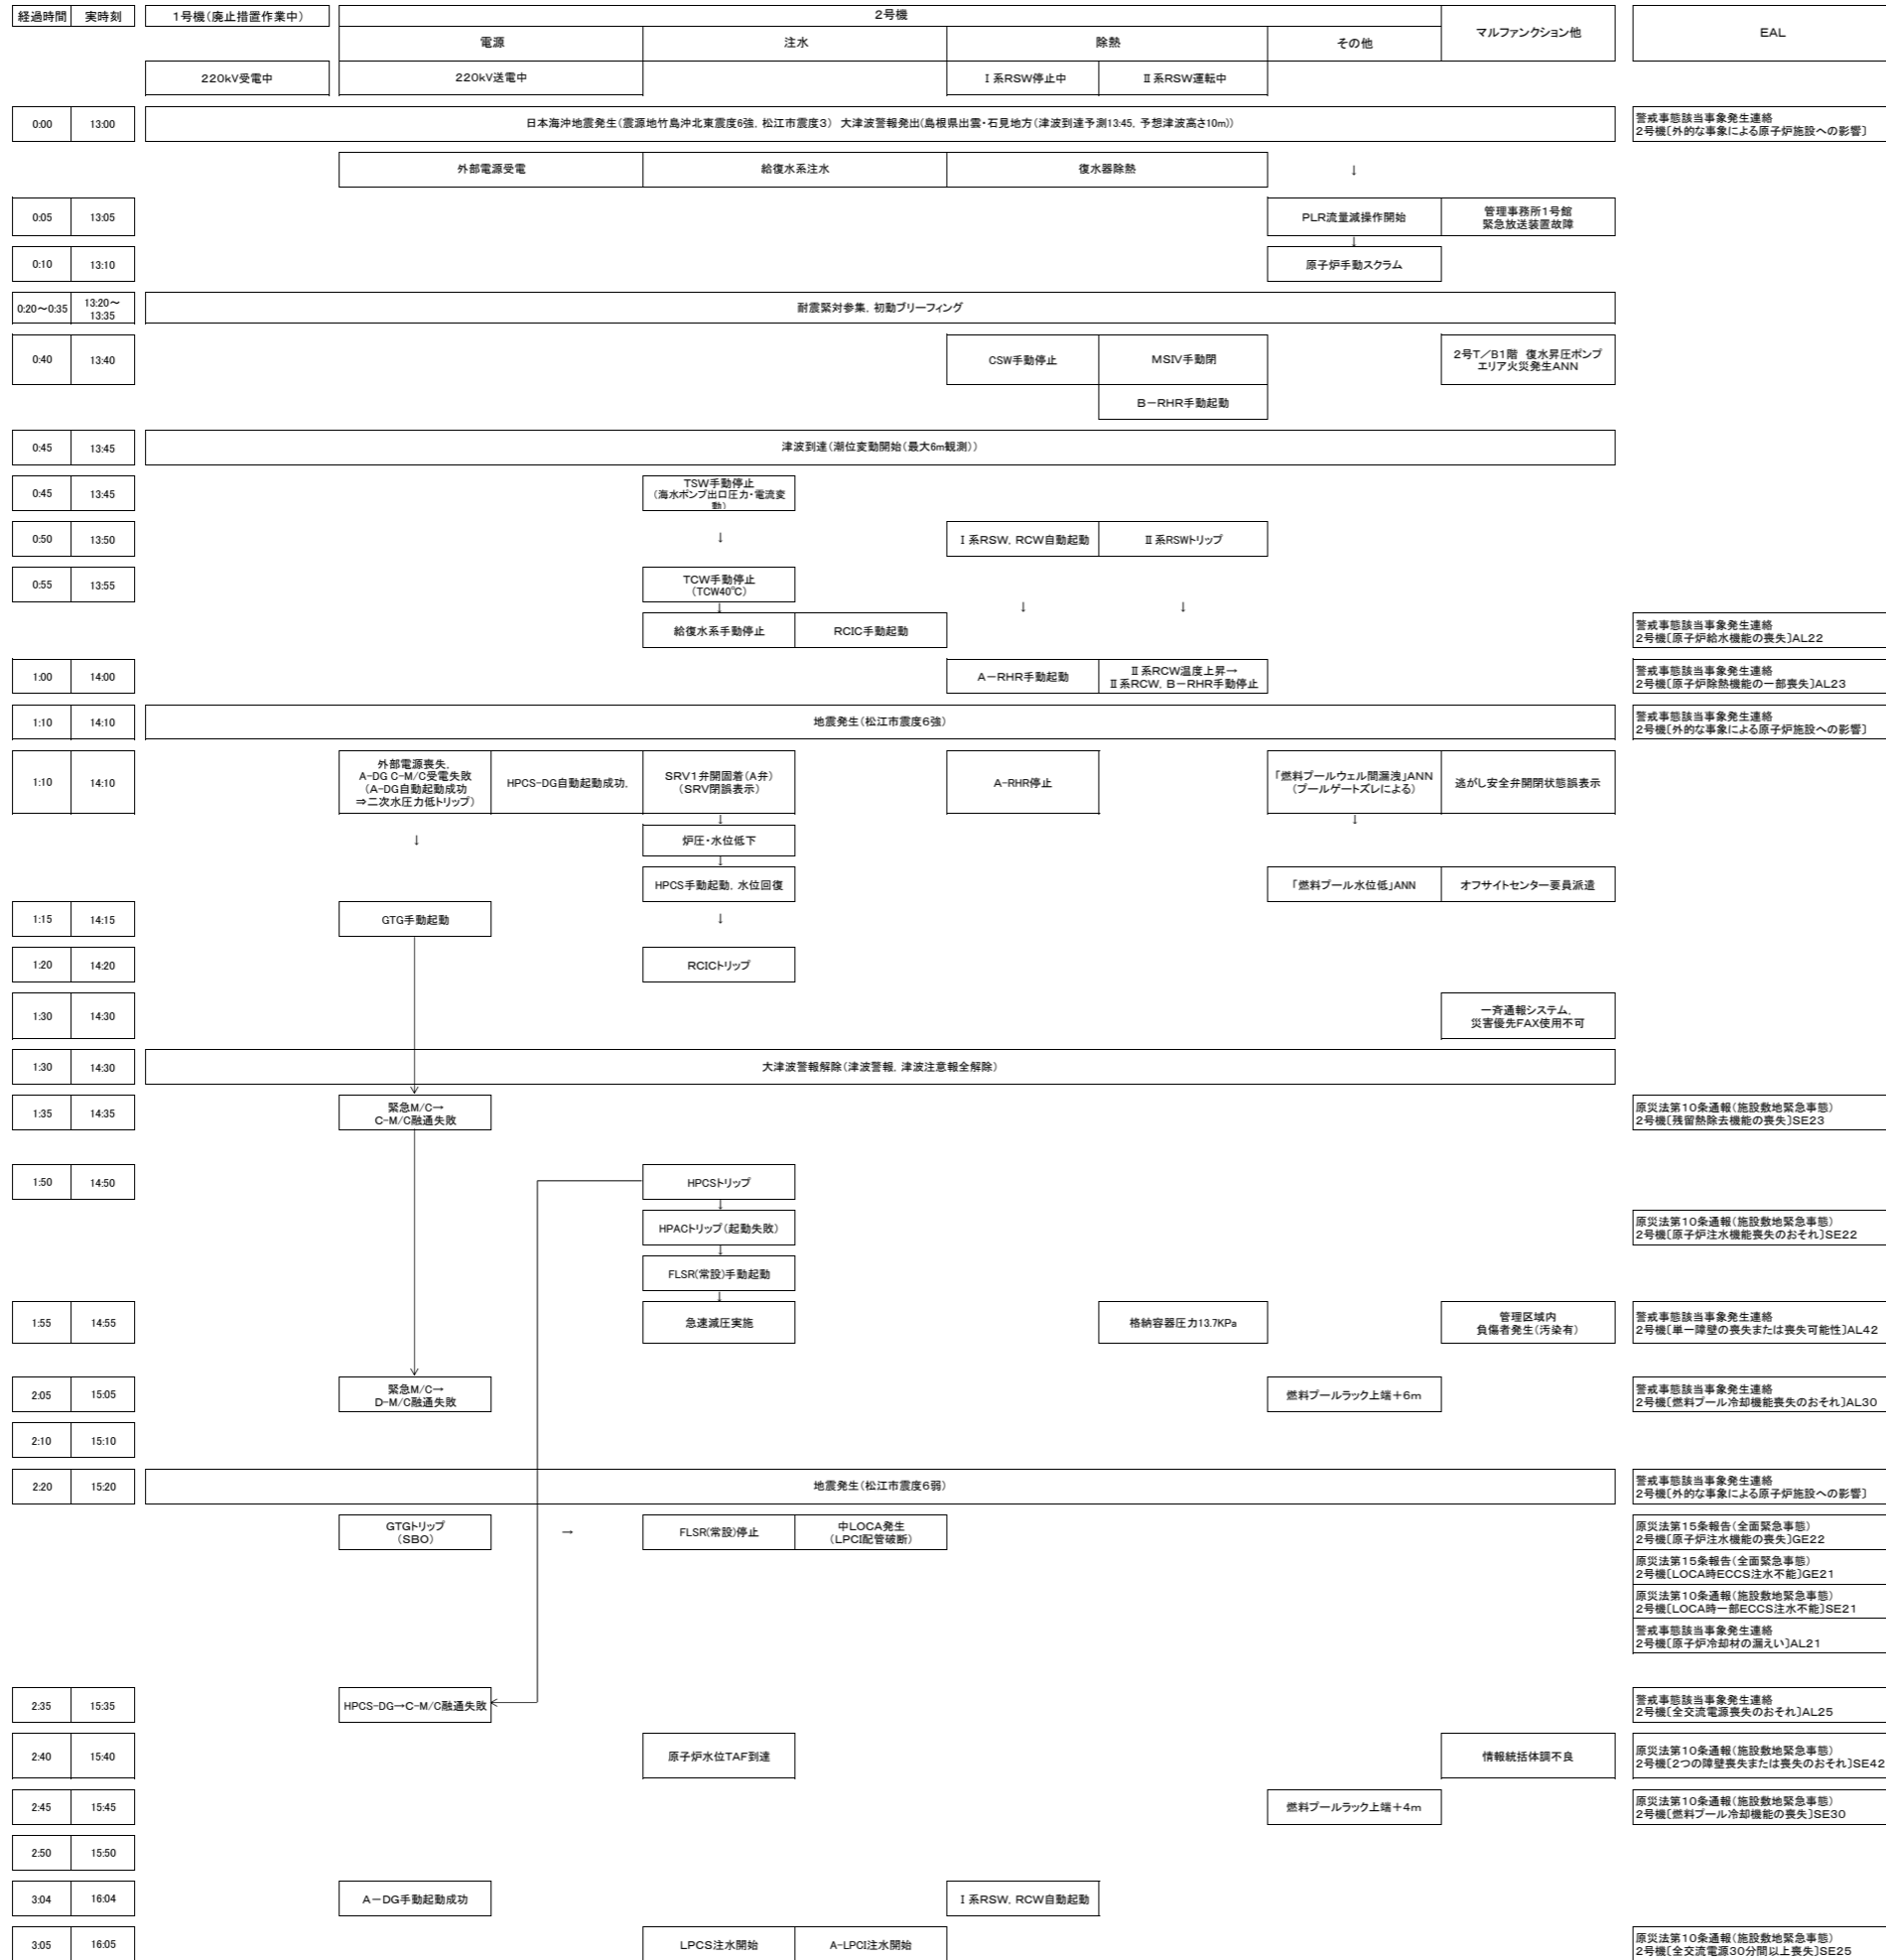 経過時間 実時刻 1号機(廃止措置作業中) 2号機 マルファンクション他 EAL
電源 注水 除熱 その他
220kV受電中 220kV送電中 Ⅰ系RSW停止中 Ⅱ系RSW運転中
0:00 13:00 日本海沖地震発生(震源地竹島沖北東震度6強,松江市震度3) 大津波警報発出(島根県出雲・石見地方(津波到達予測13:45,予想津波高さ10m))
警戒事態該当事象発生連絡
2号機〔外的な事象による原子炉施設への影響〕
外部電源受電 給復水系注水 復水器除熱 ↓
0:05 13:05 PLR流量減操作開始 管理事務所1号館
緊急放送装置故障
↓
0:10 13:10 原子炉手動スクラム
0:20~0:35 13:20~
13:35
耐震緊対参集,初動ブリーフィング
0:40 13:40 CSW手動停止 MSIV手動閉 2号T/B1階 復水昇圧ポンプ
エリア火災発生ANN
B-RHR手動起動
0:45 13:45 津波到達(潮位変動開始(最大6m観測))
0:45 13:45 TSW手動停止
(海水ポンプ出口圧力・電流変
動)
0:50 13:50 ↓ Ⅰ系RSW,RCW自動起動 Ⅱ系RSWトリップ
0:55 13:55 TCW手動停止
(TCW40℃)
↓ ↓ ↓
給復水系手動停止 RCIC手動起動 警戒事態該当事象発生連絡
2号機〔原子炉給水機能の喪失〕AL22
1:00 14:00 A-RHR手動起動 Ⅱ系RCW温度上昇→
Ⅱ系RCW,B-RHR手動停止
警戒事態該当事象発生連絡
2号機〔原子炉除熱機能の一部喪失〕AL23
1:10 14:10 地震発生(松江市震度6強) 警戒事態該当事象発生連絡
2号機〔外的な事象による原子炉施設への影響〕
1:10 14:10 外部電源喪失,
A-DG C-M/C受電失敗
(A-DG自動起動成功
⇒二次水圧力低トリップ)
HPCS-DG自動起動成功,
SRV1弁開固着(A弁)
(SRV閉誤表示)
A-RHR停止
「燃料プールウェル間漏洩」ANN
(プールゲートズレによる)
逃がし安全弁開閉状態誤表示
↓ ↓
↓ 炉圧・水位低下
↓
HPCS手動起動,水位回復 「燃料プール水位低」ANN オフサイトセンター要員派遣
1:15 14:15 GTG手動起動 ↓
1:20 14:20 RCICトリップ
1:30 14:30 一斉通報システム,
災害優先FAX使用不可
1:30 14:30 大津波警報解除(津波警報,津波注意報全解除)
1:35 14:35 緊急M/C→
C-M/C融通失敗
原災法第10条通報(施設敷地緊急事態)
2号機〔残留熱除去機能の喪失〕SE23
1:50 14:50 HPCSトリップ
↓
HPACトリップ(起動失敗) 原災法第10条通報(施設敷地緊急事態)
2号機〔原子炉注水機能喪失のおそれ〕SE22
↓
FLSR(常設)手動起動
↓
1:55 14:55 急速減圧実施 格納容器圧力13.7KPa 管理区域内
負傷者発生(汚染有)
警戒事態該当事象発生連絡
2号機〔単一障壁の喪失または喪失可能性〕AL42
2:05 15:05 緊急M/C→
D-M/C融通失敗
燃料プールラック上端+6m 警戒事態該当事象発生連絡
2号機〔燃料プール冷却機能喪失のおそれ〕AL30
2:10 15:10
2:20 15:20 地震発生(松江市震度6弱) 警戒事態該当事象発生連絡
2号機〔外的な事象による原子炉施設への影響〕
GTGトリップ
(SBO)
→ FLSR(常設)停止 中LOCA発生
(LPCI配管破断)
原災法第15条報告(全面緊急事態)
2号機〔原子炉注水機能の喪失〕GE22
原災法第15条報告(全面緊急事態)
2号機〔LOCA時ECCS注水不能〕GE21
原災法第10条通報(施設敷地緊急事態)
2号機〔LOCA時一部ECCS注水不能〕SE21
警戒事態該当事象発生連絡
2号機〔原子炉冷却材の漏えい〕AL21
2:35 15:35 HPCS-DG→C-M/C融通失敗 警戒事態該当事象発生連絡
2号機〔全交流電源喪失のおそれ〕AL25
2:40 15:40 原子炉水位TAF到達 情報統括体調不良 原災法第10条通報(施設敷地緊急事態)
2号機〔2つの障壁喪失または喪失のおそれ〕SE42
2:45 15:45 燃料プールラック上端+4m 原災法第10条通報(施設敷地緊急事態)
2号機〔燃料プール冷却機能の喪失〕SE30
2:50 15:50
3:04 16:04 A-DG手動起動成功 Ⅰ系RSW,RCW自動起動
3:05 16:05 LPCS注水開始 A-LPCI注水開始 原災法第10条通報(施設敷地緊急事態)
2号機〔全交流電源30分間以上喪失〕SE25